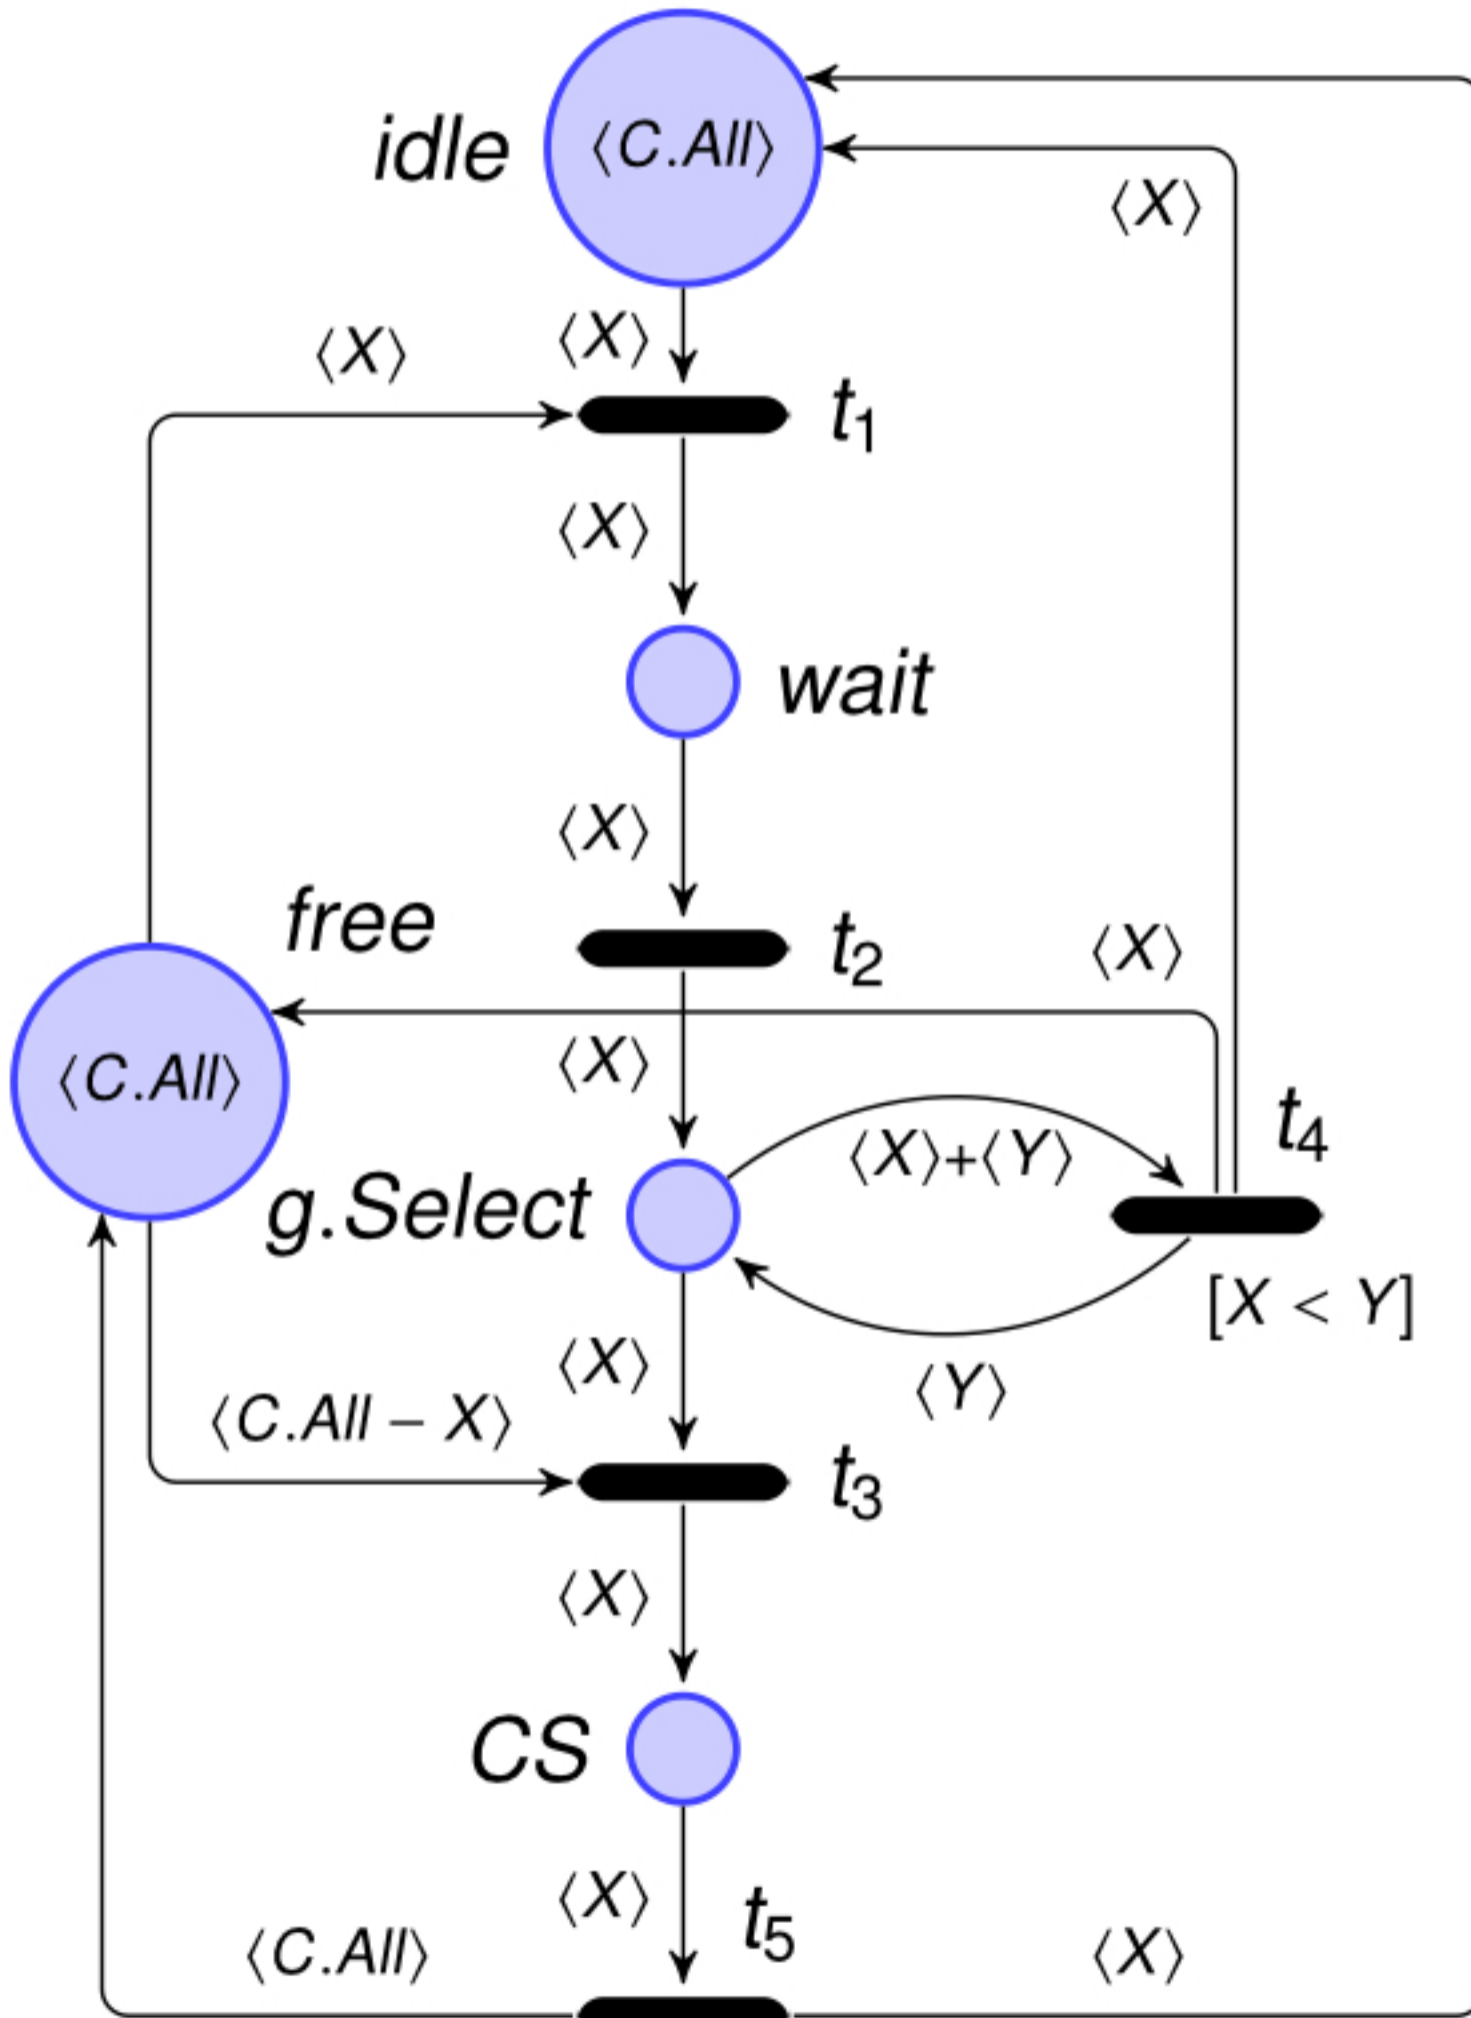 idle
⟨C.All⟩
⟨X⟩
⟨X⟩
⟨X⟩
t1
⟨X⟩
wait
⟨X⟩
free
t2
⟨X⟩
⟨C.All⟩
⟨X⟩
t4
⟨X⟩+⟨Y⟩
g.Select
[X < Y]
⟨X⟩
⟨Y⟩
⟨C.All − X⟩
t3
⟨X⟩
CS
⟨X⟩
t5
⟨C.All⟩
⟨X⟩